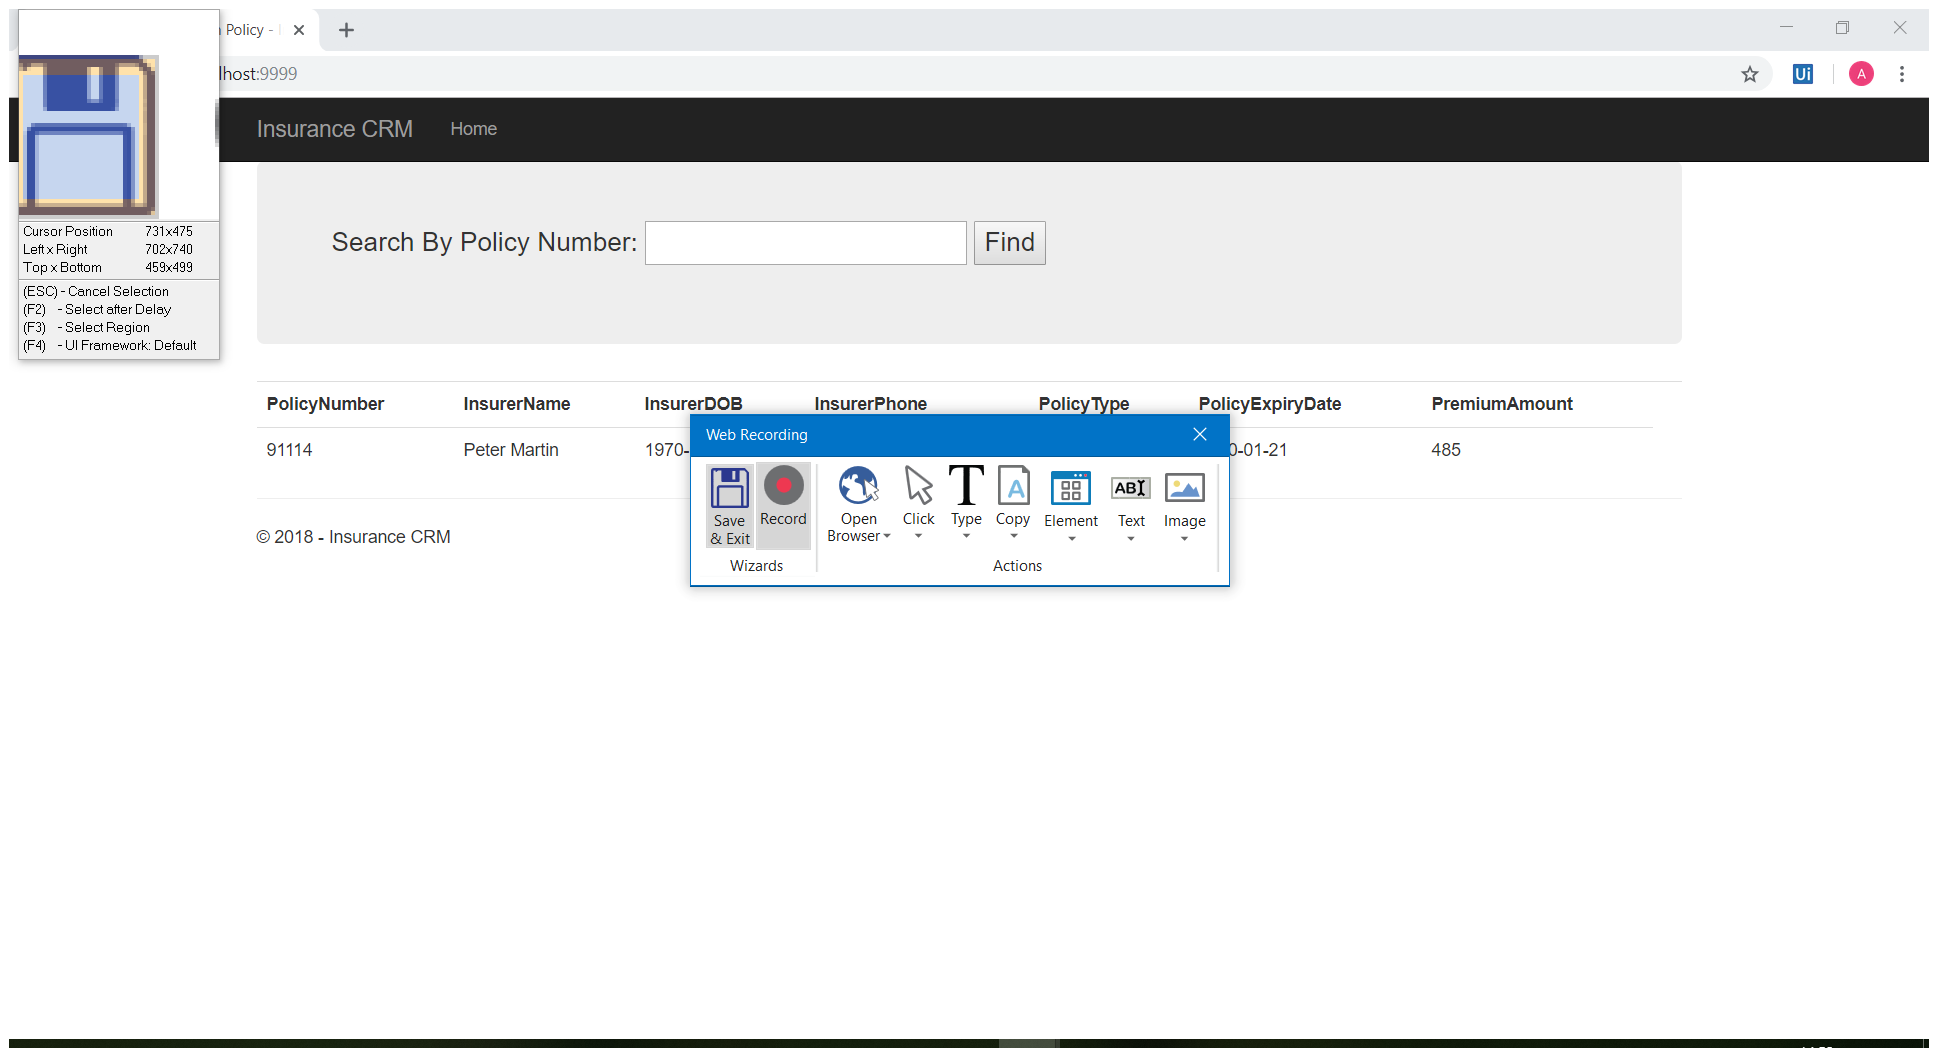 Policy -
lhost:9999
Ui
A
Insurance CRM Home
Search By Policy Number: Find
Cursor Position 731x475
Left x Right 702x740
Top x Bottom 459x499
(ESC) - Cancel Selection
(F2) - Select after Delay
(F3) - Select Region
(F4) - UI Framework: Default
PolicyNumber InsurerName InsurerDOB InsurerPhone PolicyType PolicyExpiryDate PremiumAmount
91114 Peter Martin 1970- 0-01-21 485
Web Recording
Save & Exit
Record
Open Browser
Click
Type
Copy
Element
Text
Image
Wizards
Actions
© 2018 - Insurance CRM